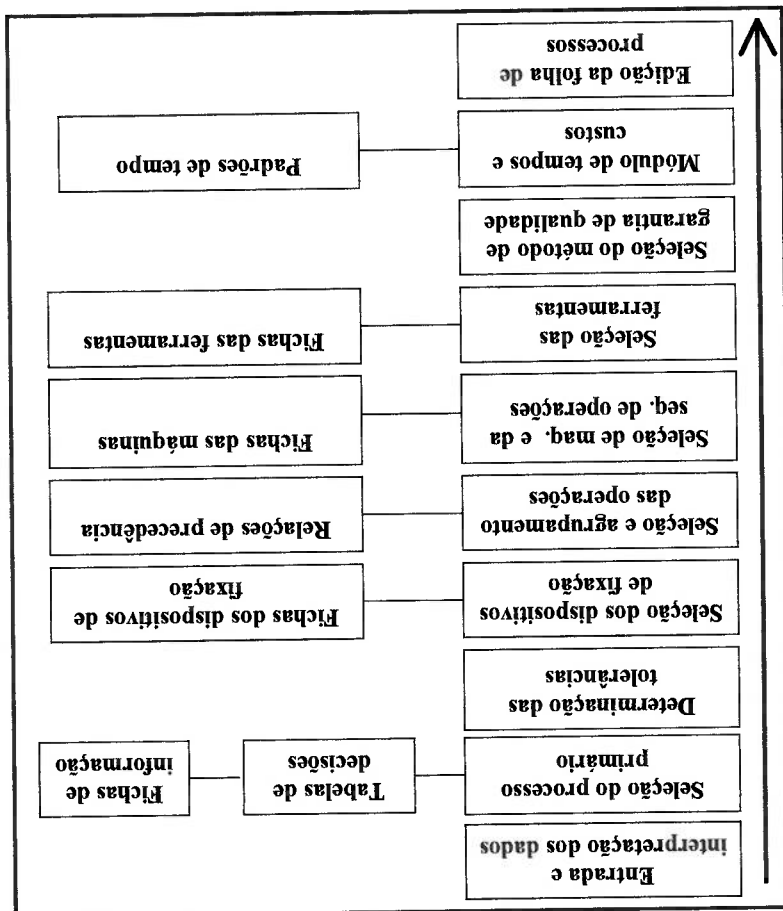 Entrada e
interpretação dos dados
Seleção do processo
primário
Tabelas de
decisões
Fichas de
informação
Determinação das
tolerâncias
Seleção dos dispositivos
de fixação
Fichas dos dispositivos de
fixação
Seleção e agrupamento
das operações
Relações de precedência
Seleção de maq. e da
seq. de operações
Fichas das máquinas
Seleção das
ferramentas
Fichas das ferramentas
Seleção do método de
garantia de qualidade
Módulo de tempos e
custos
Padrões de tempo
Edição da folha de
processos